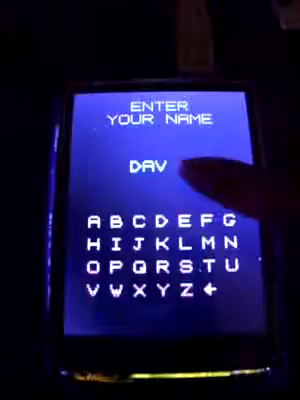 ENTER
YOUR NAME
DAV
A B C D E F G
H I J K L M N
O P Q R S T U
V W X Y Z ←